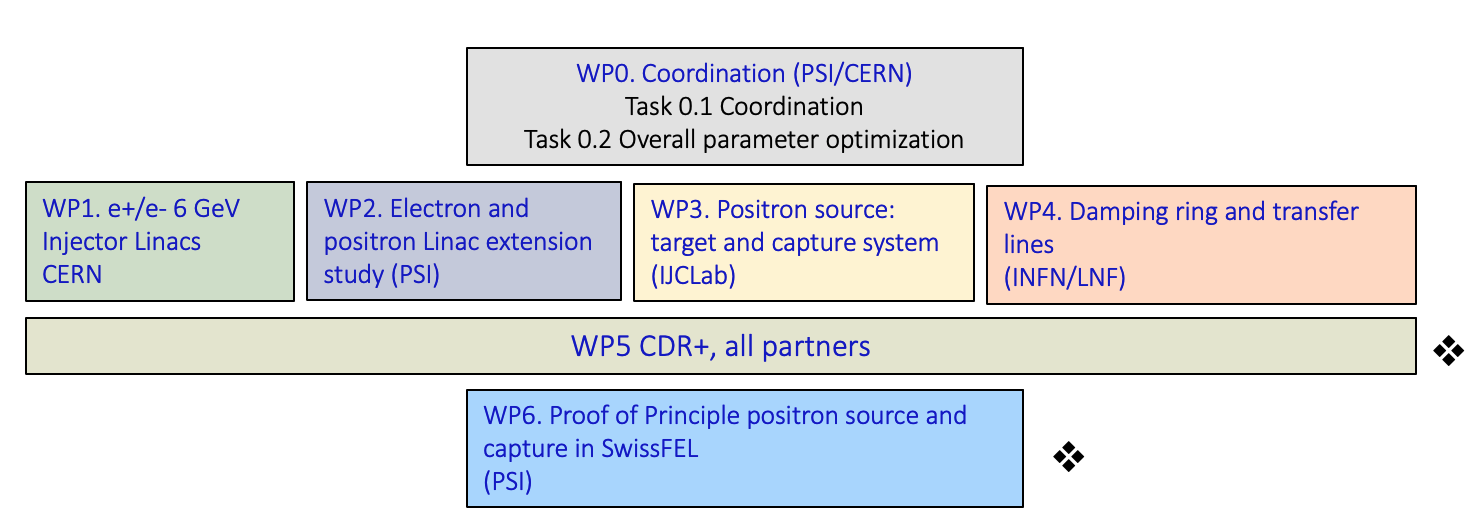 WP0. Coordination (PSI/CERN)
Task 0.1 Coordination
Task 0.2 Overall parameter optimization
WP1. e+/e- 6 GeV
Injector Linacs
CERN
WP2. Electron and
positron Linac extension
study (PSI)
WP3. Positron source:
target and capture system
(IJCLab)
WP4. Damping ring and transfer
lines
(INFN/LNF)
WP5 CDR+, all partners
WP6. Proof of Principle positron source and
capture in SwissFEL
(PSI)